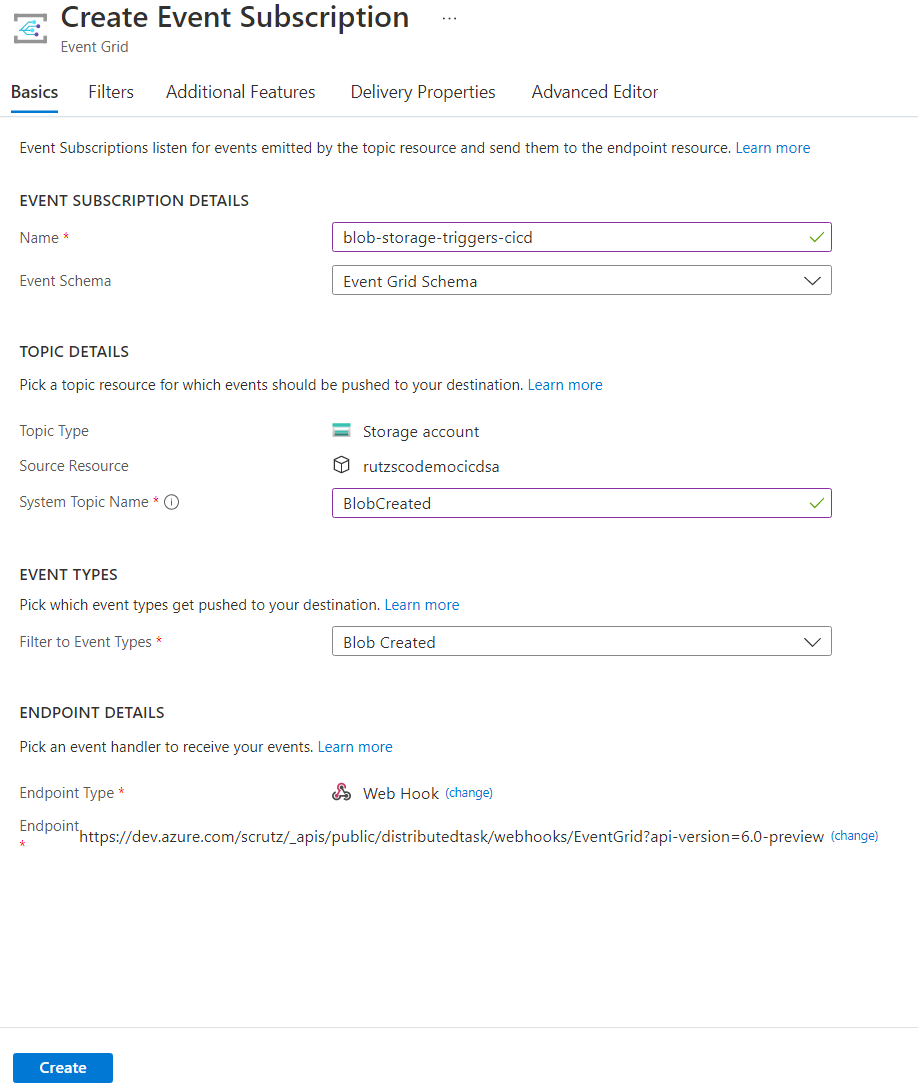 Create Event Subscription ...
Event Grid
Basics Filters Additional Features Delivery Properties Advanced Editor
Event Subscriptions listen for events emitted by the topic resource and send them to the endpoint resource. Learn more
EVENT SUBSCRIPTION DETAILS
Name * blob-storage-triggers-cicd
Event Schema Event Grid Schema
TOPIC DETAILS
Pick a topic resource for which events should be pushed to your destination. Learn more
Topic Type Storage account
Source Resource rutzscodemocicdsa
System Topic Name * BlobCreated
EVENT TYPES
Pick which event types get pushed to your destination. Learn more
Filter to Event Types * Blob Created
ENDPOINT DETAILS
Pick an event handler to receive your events. Learn more
Endpoint Type * Web Hook (change)
Endpoint * https://dev.azure.com/scrutz/_apis/public/distributedtask/webhooks/EventGrid?api-version=6.0-preview (change)
Create